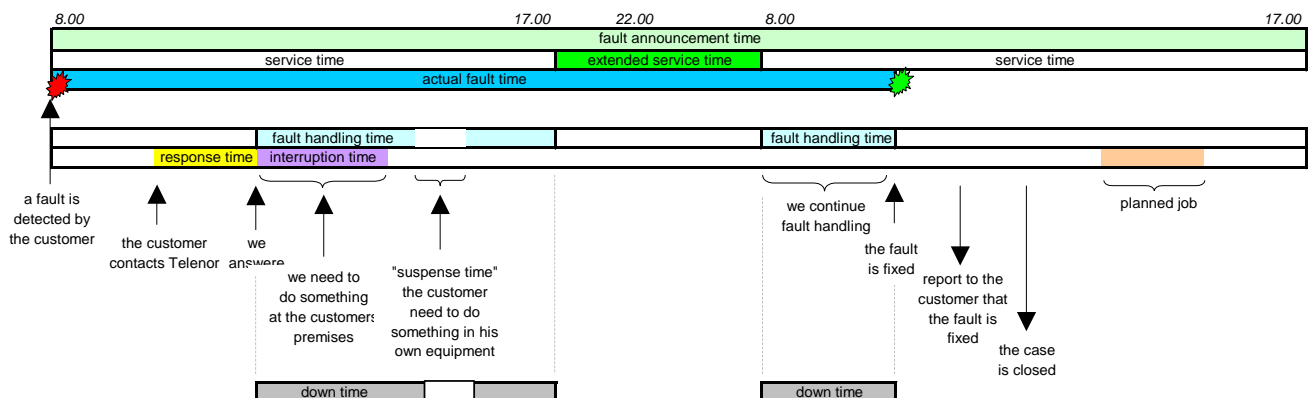 8.00 17.00 22.00 8.00 17.00
fault announcement time
service time extended service time service time
actual fault time
fault handling time fault handling time
response time interruption time
a fault is
detected by
the customer
the customer
contacts Telenor
we
answere
we need to
do something
at the customers
premises
"suspense time"
the customer
need to do
something in his
own equipment
we continue
fault handling
the fault
is fixed
report to the
customer that
the fault is
fixed
the case
is closed
planned job
down time down time